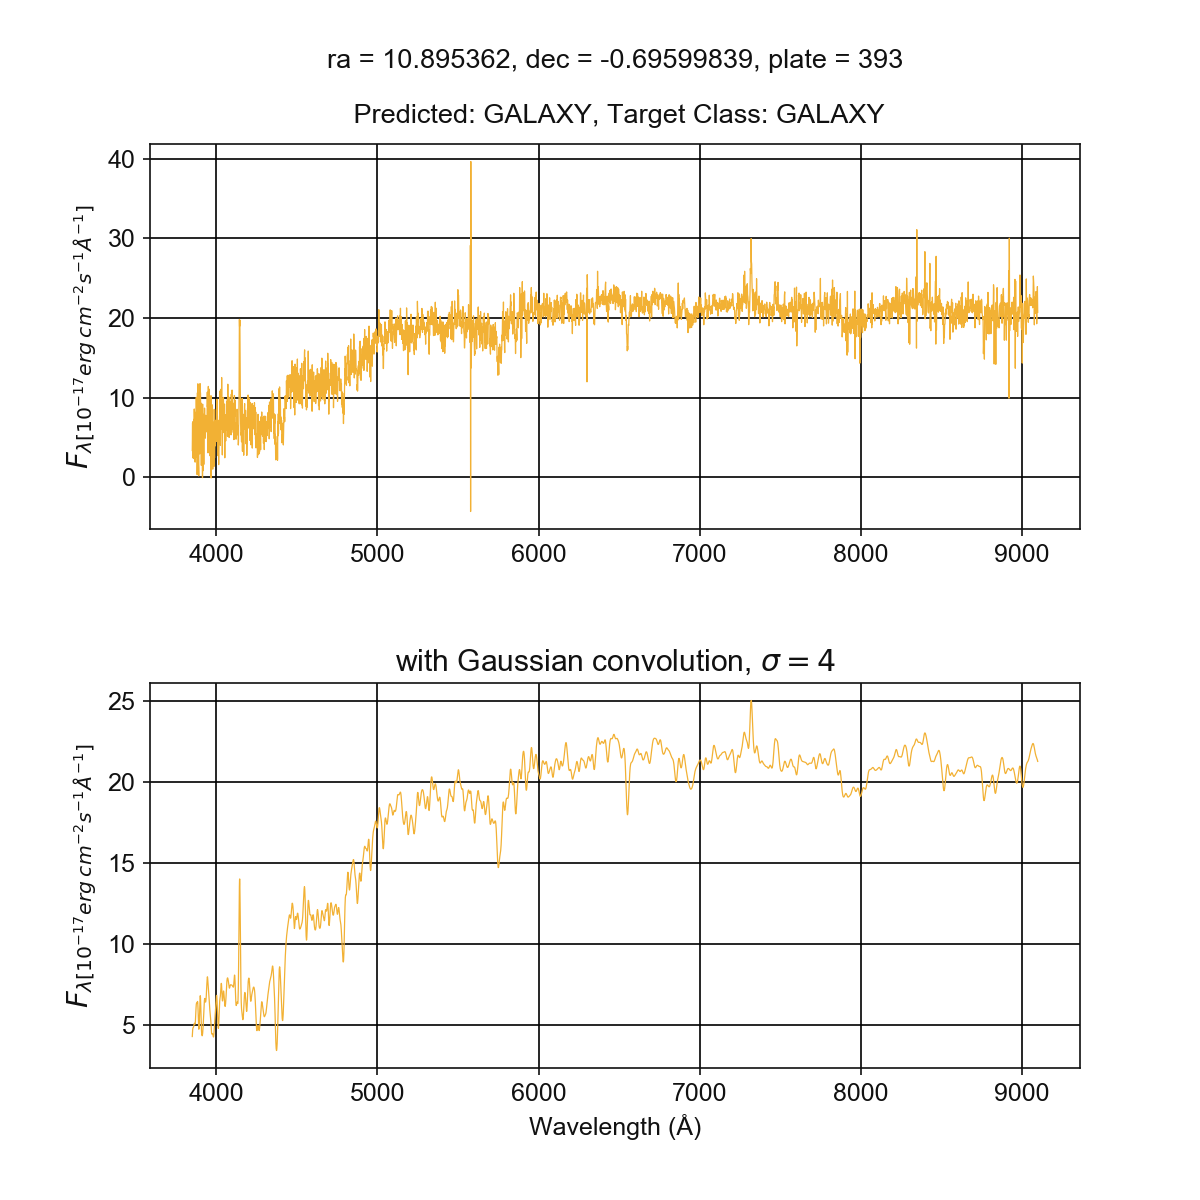 ra = 10.895362, dec = -0.69599839, plate = 393
Predicted: GALAXY, Target Class: GALAXY
40
30
20
10
0
F_λ[10^−17 erg cm^−2 s^−1 Å^−1]
4000 5000 6000 7000 8000 9000
with Gaussian convolution, σ = 4
25
20
15
10
5
F_λ[10^−17 erg cm^−2 s^−1 Å^−1]
4000 5000 6000 7000 8000 9000
Wavelength (Å)